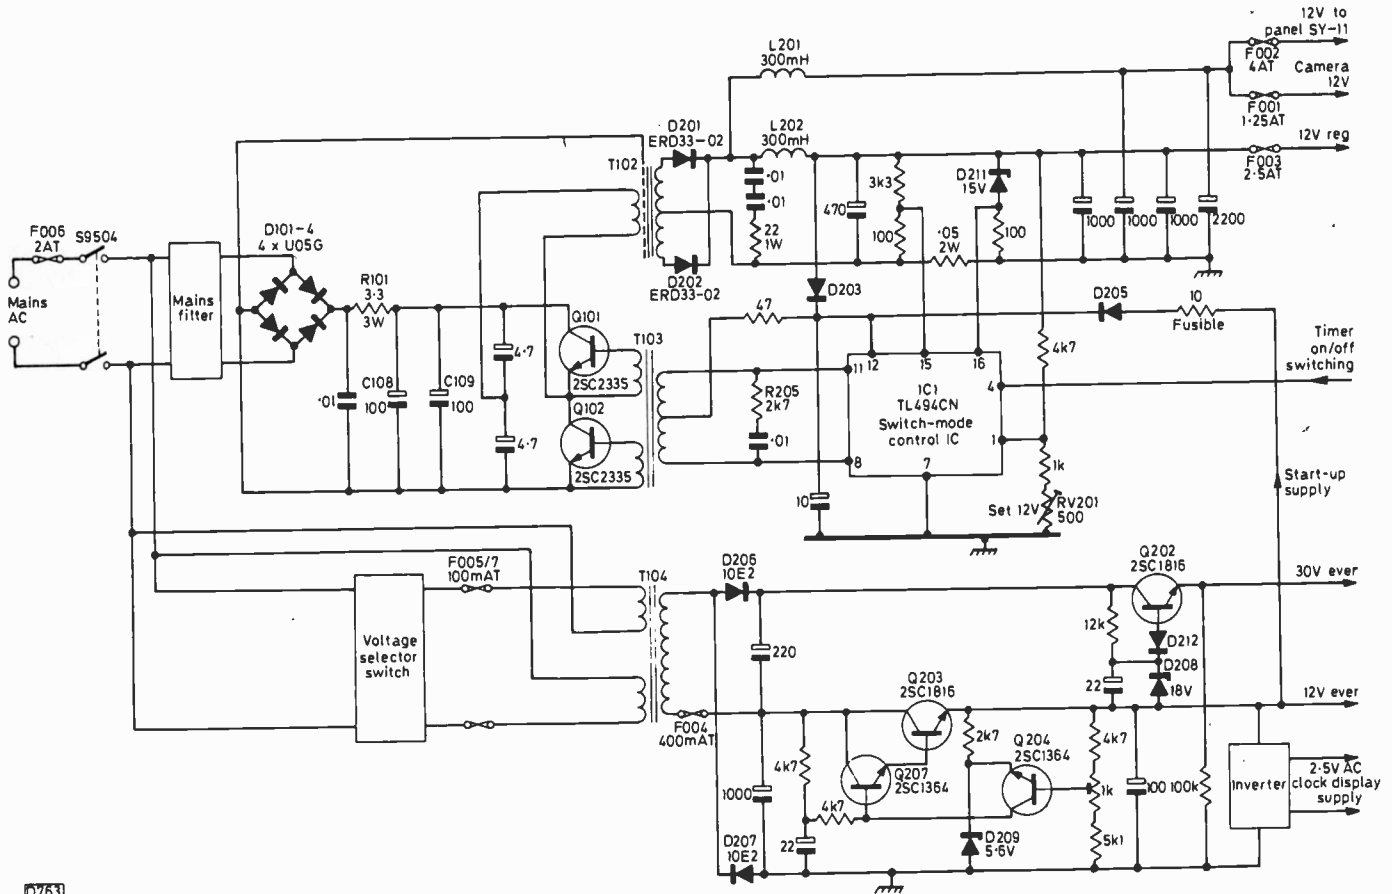 12V to
panel SY-11
F002
4AT
Camera
12V
F001
1·25AT
12V reg
F003
2·5AT
L201
300mH
L202
300mH
D201
ERD33-02
T102
·01
·01
22
1W
D202
ERD33-02
470
3k3
100
·05
2W
D211
15V
100
1000
1000
1000
2200
F006
2AT
S9504
Mains
AC
Mains
filter
D101-4
4 x U05G
R101
3·3
3W
·01
C108
100
C109
100
4·7
4·7
Q101
2SC2335
Q102
2SC2335
T103
47
D203
R205
2k7
·01
10
11
12
15
16
4
1
8
7
IC1
TL494CN
Switch-mode
control IC
4k7
1k
Set 12V
RV201
500
D205
10
Fusible
Timer
on/off
switching
Start-up
supply
F005/7
100mAT
Voltage
selector
switch
T104
D206
10E2
220
F004
400mAT
1000
D207
10E2
4k7
22
4k7
Q207
2SC1364
Q203
2SC1816
2k7
D209
5·6V
Q204
2SC1364
4k7
1k
5k1
100
100k
12k
22
Q202
2SC1816
D212
D208
18V
30V ever
12V ever
Inverter
2·5V AC
clock display
supply
D763